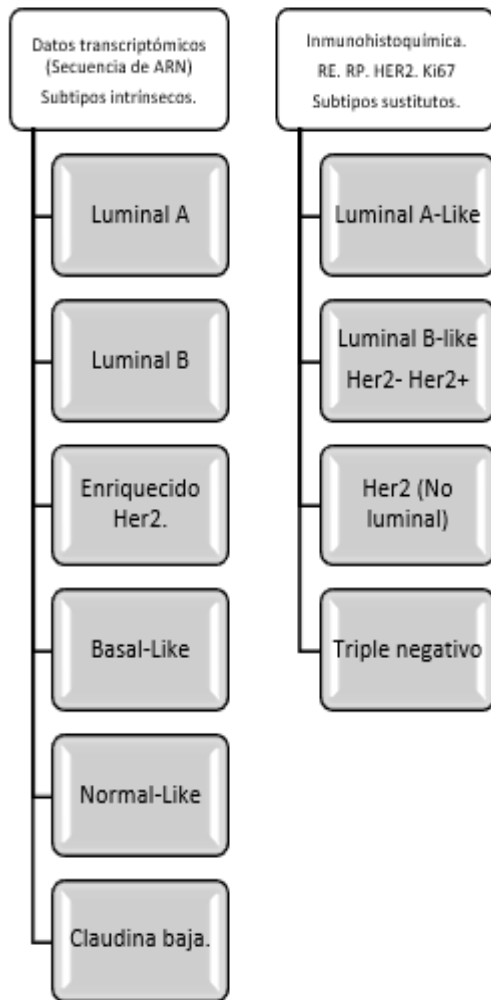 Datos transcriptómicos
(Secuencia de ARN)
Subtipos intrínsecos.
Luminal A
Luminal B
Enriquecido
Her2.
Basal-Like
Normal-Like
Claudina baja.
Inmunohistoquímica.
RE. RP. HER2. Ki67
Subtipos sustitutos.
Luminal A-Like
Luminal B-like
Her2- Her2+
Her2 (No
luminal)
Triple negativo